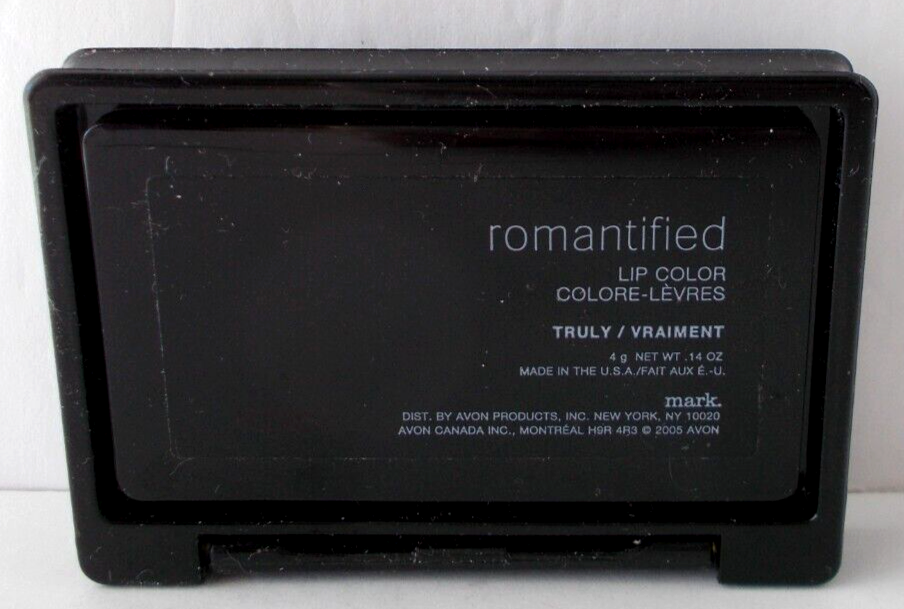 romantified
LIP COLOR
COLORE-LÈVRES
TRULY / VRAIMENT
4 g NET WT .14 OZ
MADE IN THE U.S.A./FAIT AUX É.-U.
mark.
DIST. BY AVON PRODUCTS, INC. NEW YORK, NY 10020
AVON CANADA INC., MONTRÉAL H9R 4R3 © 2005 AVON